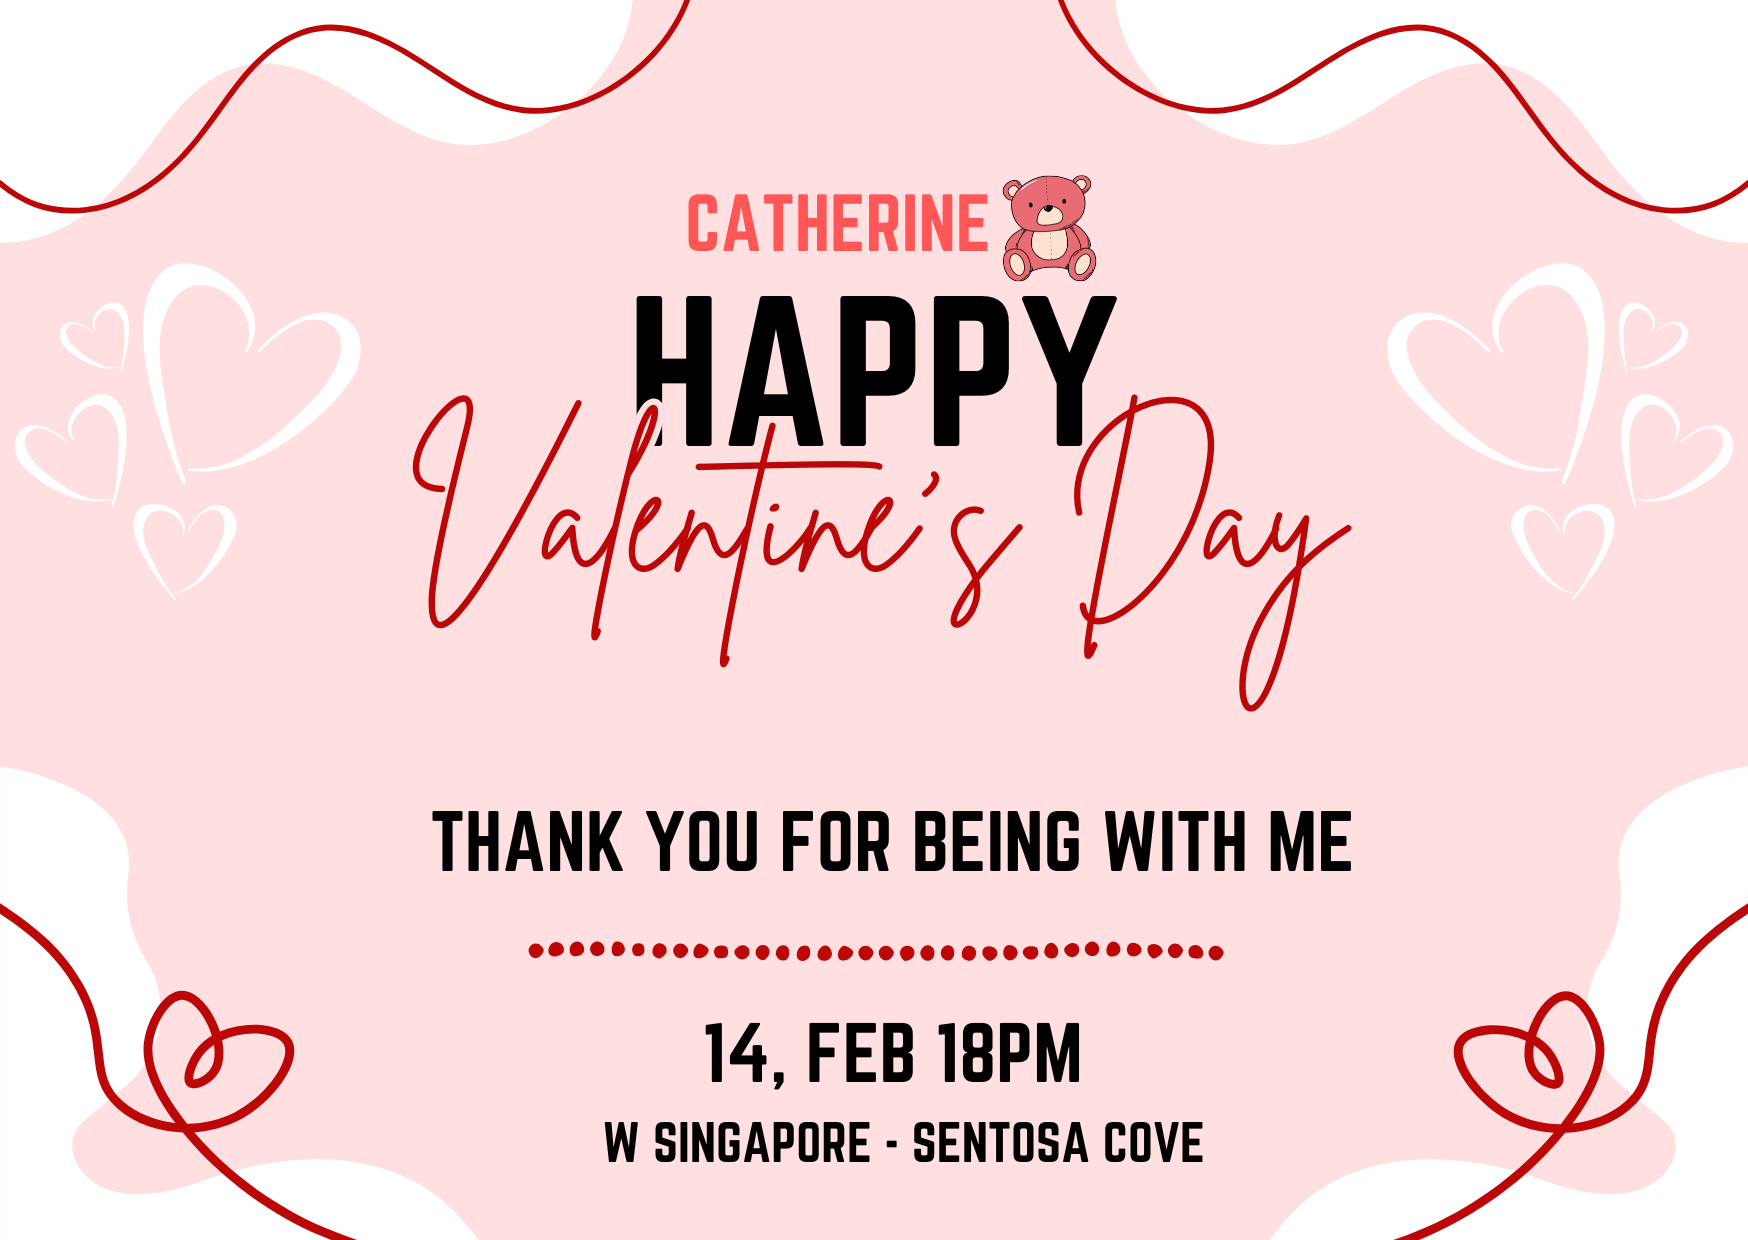 CATHERINE
HAPPY
Valentine's Day
THANK YOU FOR BEING WITH ME
14, FEB 18PM
W SINGAPORE - SENTOSA COVE